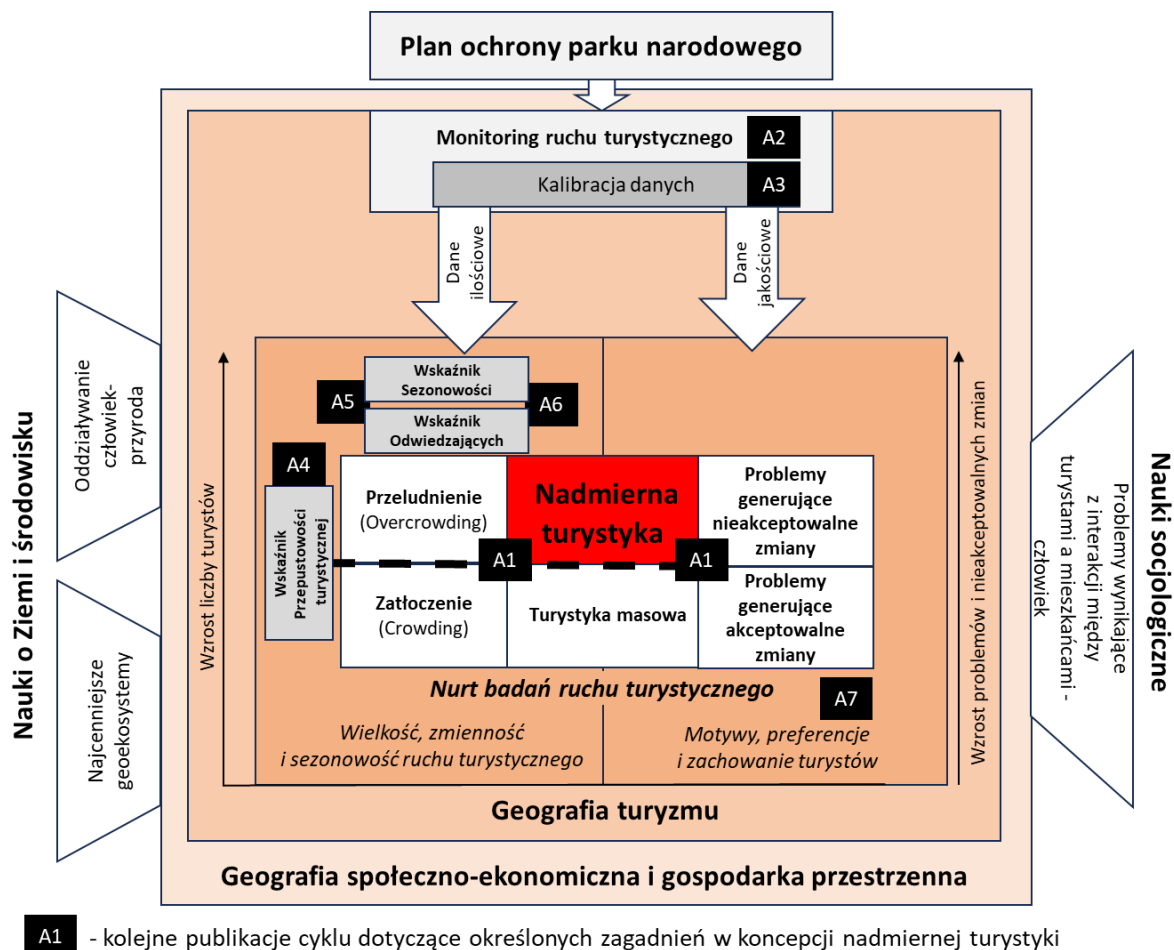 Plan ochrony parku narodowego
Monitoring ruchu turystycznego
A2
Kalibracja danych
A3
Dane
ilościowe
Dane
jakościowe
Nauki o Ziemi i środowisku
Oddziaływanie
człowiek-
przyroda
Najcenniejsze
geoekosystemy
Wzrost liczby turystów
Wskaźnik
Sezonowości
Wskaźnik
Odwiedzających
A5
A6
A4
Wskaźnik
Przepustowości
turystycznej
Przeludnienie
(Overcrowding)
Nadmierna
turystyka
Problemy
generujące
nieakceptowalne
zmiany
A1
A1
Zatłoczenie
(Crowding)
Turystyka masowa
Problemy
generujące
akceptowalne
zmiany
Nurt badań ruchu turystycznego
A7
Wielkość, zmienność
i sezonowość ruchu turystycznego
Motywy, preferencje
i zachowanie turystów
Wzrost problemów i nieakceptowalnych zmian
Problemy wynikające
z interakcji między
turystami a mieszkańcami -
człowiek
Nauki socjologiczne
Geografia turyzmu
Geografia społeczno-ekonomiczna i gospodarka przestrzenna
A1 - kolejne publikacje cyklu dotyczące określonych zagadnień w koncepcji nadmiernej turystyki